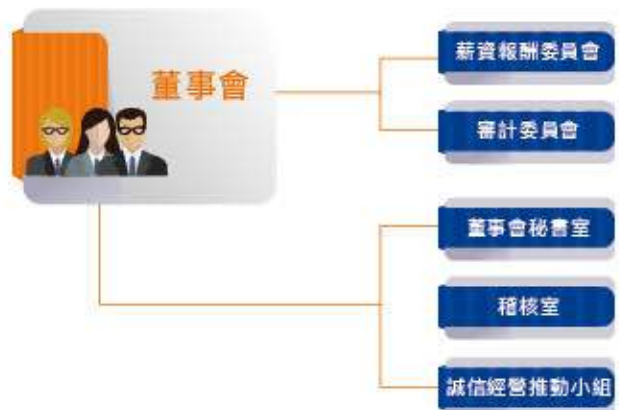 董事會
薪資報酬委員會
審計委員會
董事會秘書室
稽核室
誠信經營推動小組